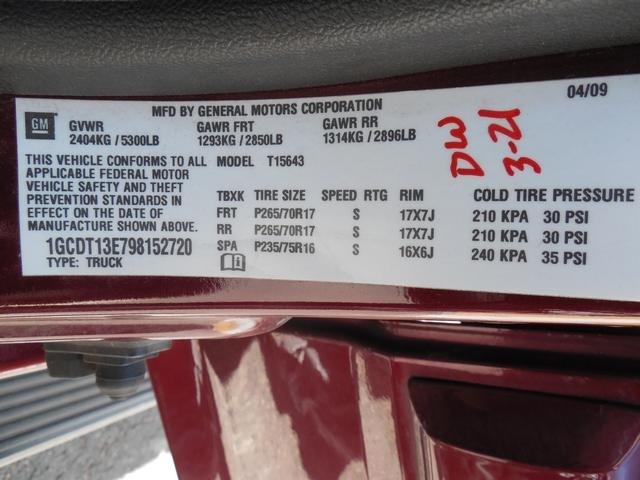 MFD BY GENERAL MOTORS CORPORATION 04/09
GM GVWR GAWR FRT GAWR RR
2404KG / 5300LB 1293KG / 2850LB 1314KG / 2896LB
DW
3-21
THIS VEHICLE CONFORMS TO ALL MODEL T15643
APPLICABLE FEDERAL MOTOR
VEHICLE SAFETY AND THEFT
PREVENTION STANDARDS IN
EFFECT ON THE DATE OF
MANUFACTURE SHOWN ABOVE.
1GCDT13E798152720
TYPE: TRUCK
TBXK TIRE SIZE SPEED RTG RIM COLD TIRE PRESSURE
FRT P265/70R17 S 17X7J 210 KPA 30 PSI
RR P265/70R17 S 17X7J 210 KPA 30 PSI
SPA P235/75R16 S 16X6J 240 KPA 35 PSI